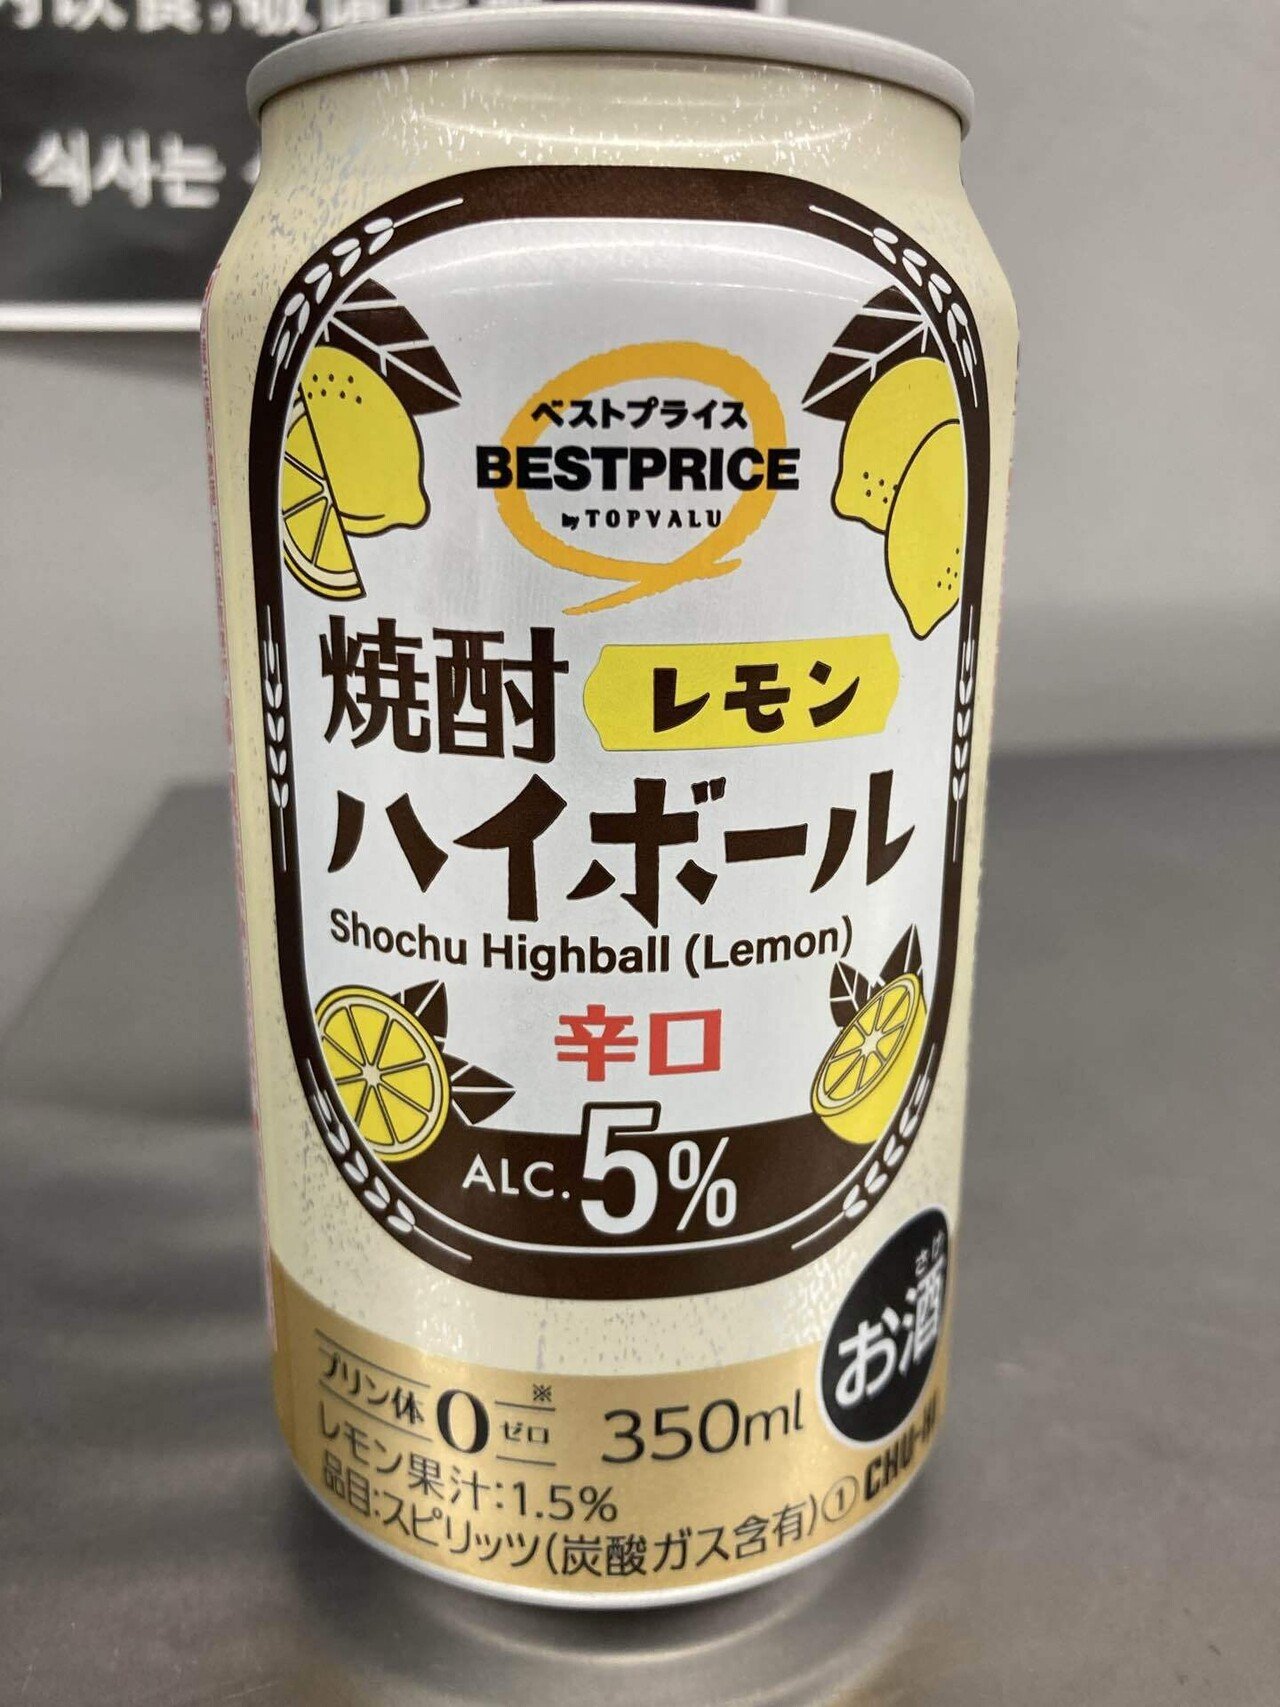 식사는
ベストプライス
BESTPRICE
by TOPVALU
焼酎 レモン
ハイボール
Shochu Highball (Lemon)
辛口
ALC. 5%
さけ
お酒
プリン体 0 ゼロ ※
350ml
レモン果汁:1.5%
品目:スピリッツ(炭酸ガス含有)① CHU-HI